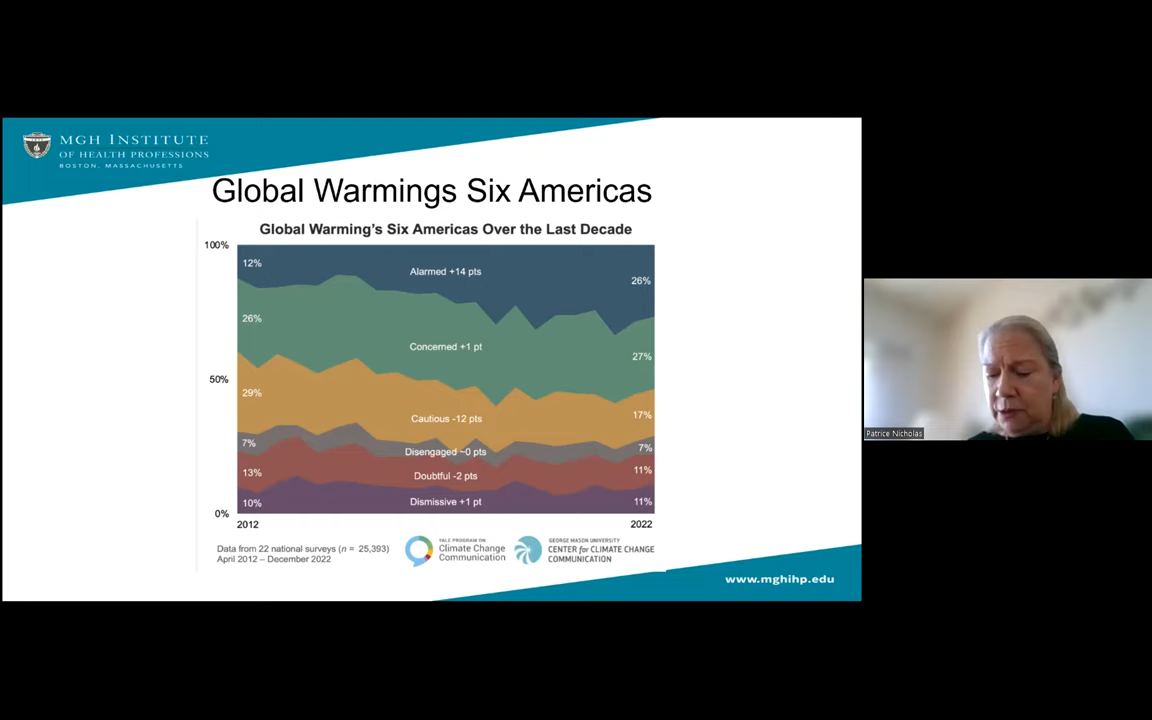 MGH INSTITUTE
OF HEALTH PROFESSIONS
BOSTON, MASSACHUSETTS
Global Warmings Six Americas
Global Warming's Six Americas Over the Last Decade
100%
12%
Alarmed +14 pts
26%
26%
Concerned +1 pt
27%
50%
29%
Cautious -12 pts
17%
7%
Disengaged ~0 pts
7%
13%
Doubtful -2 pts
11%
10%
Dismissive +1 pt
11%
0%
2012
2022
Data from 22 national surveys (n = 25,393)
April 2012 – December 2022
YALE PROGRAM ON
Climate Change
Communication
GEORGE MASON UNIVERSITY
CENTER for CLIMATE CHANGE
COMMUNICATION
www.mghihp.edu
Patrice Nicholas